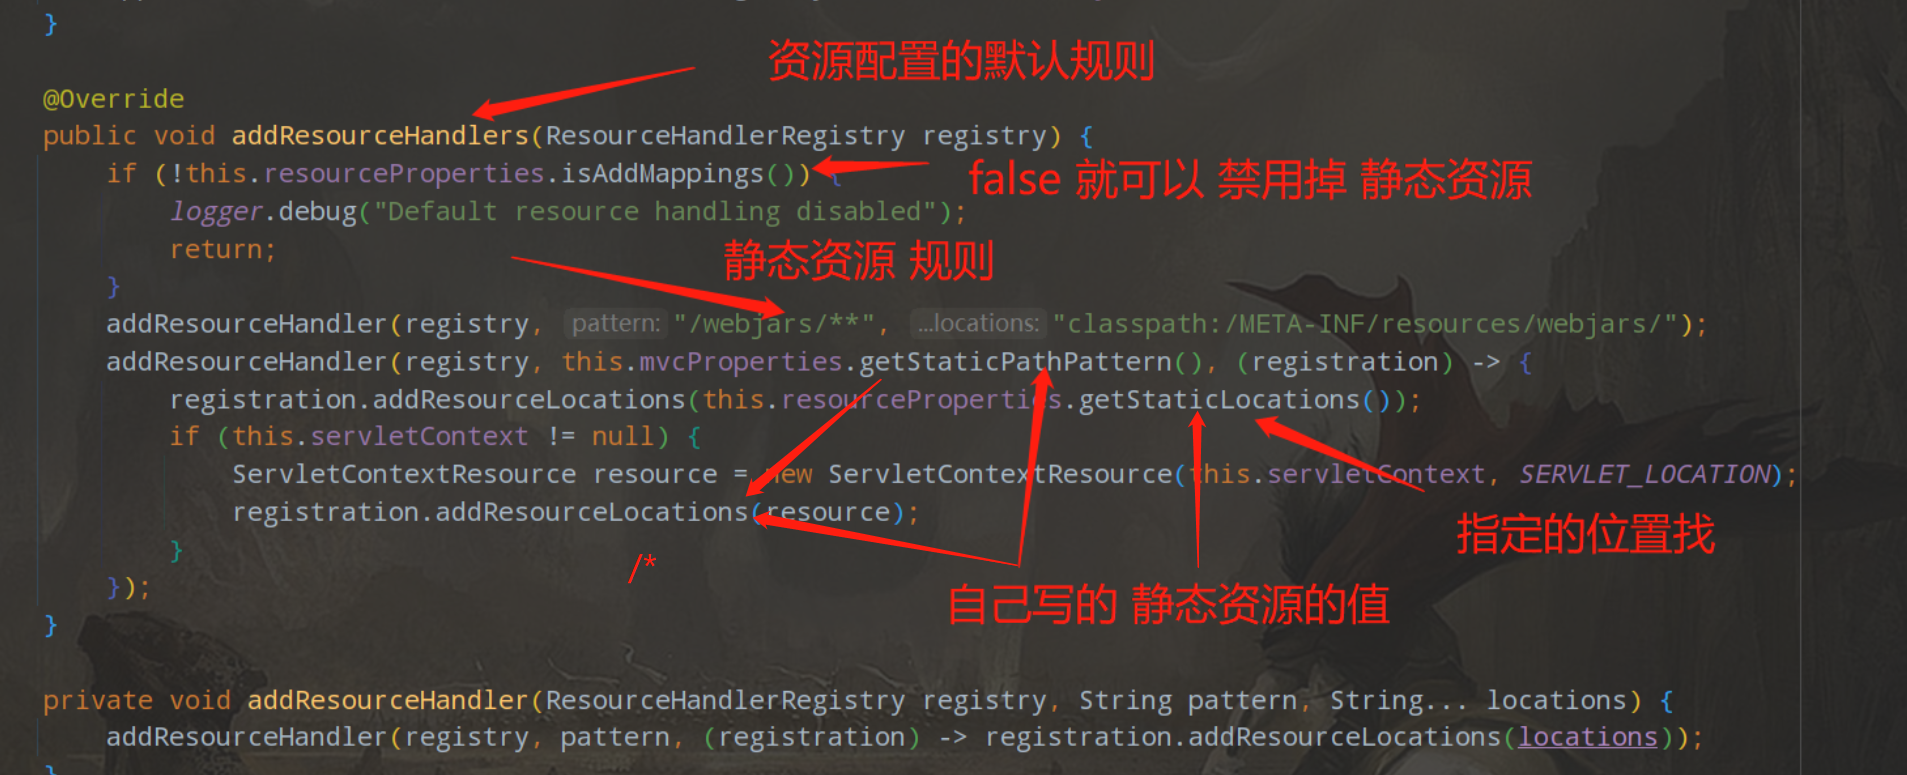 }
资源配置的默认规则
@Override
public void addResourceHandlers(ResourceHandlerRegistry registry) {
if (!this.resourceProperties.isAddMappings()) {
false 就可以 禁用掉 静态资源
logger.debug("Default resource handling disabled");
return;
静态资源 规则
}
addResourceHandler(registry, pattern: "/webjars/**", ...locations: "classpath:/META-INF/resources/webjars/");
addResourceHandler(registry, this.mvcProperties.getStaticPathPattern(), (registration) -> {
registration.addResourceLocations(this.resourceProperties.getStaticLocations());
if (this.servletContext != null) {
ServletContextResource resource = new ServletContextResource(this.servletContext, SERVLET_LOCATION);
registration.addResourceLocations(resource);
指定的位置找
}
/*
});
自己写的 静态资源的值
}
private void addResourceHandler(ResourceHandlerRegistry registry, String pattern, String... locations) {
addResourceHandler(registry, pattern, (registration) -> registration.addResourceLocations(locations));
}